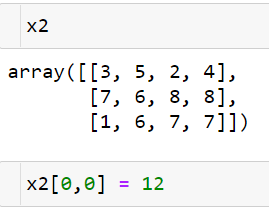 x2
array([[3, 5, 2, 4],
       [7, 6, 8, 8],
       [1, 6, 7, 7]])
x2[0,0] = 12